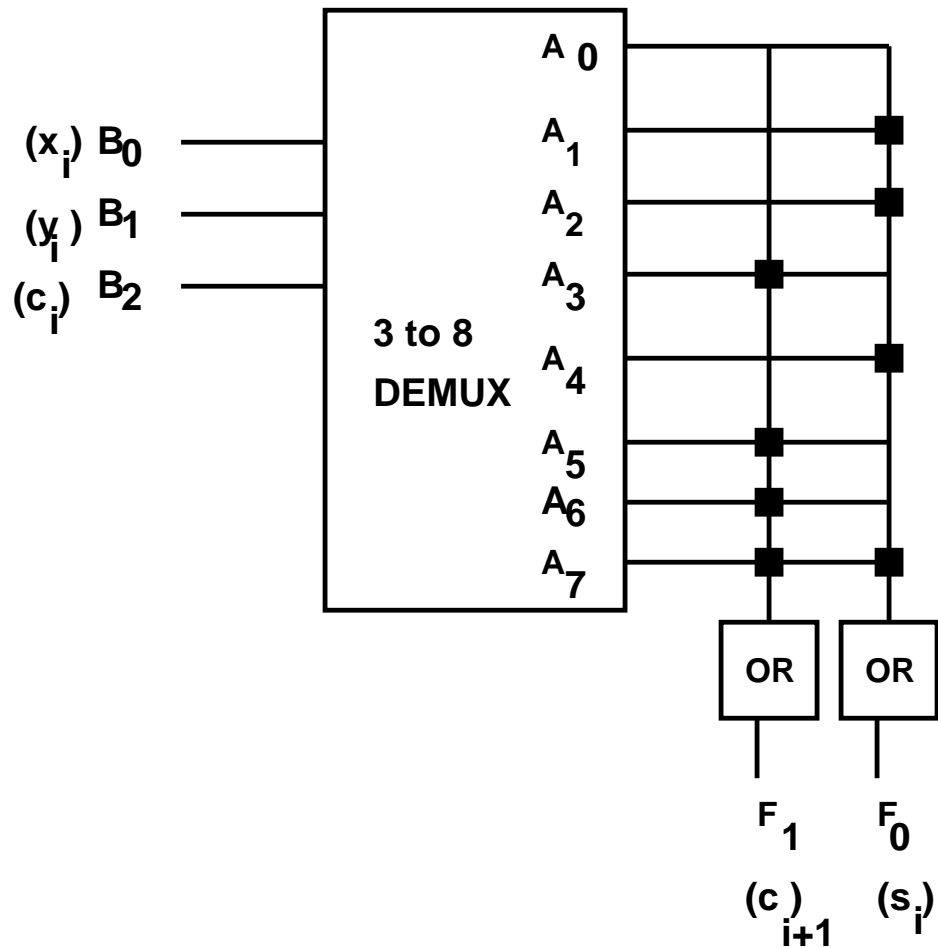 A0
(xi) B0
A1
(yi) B1
A2
(ci) B2
A3
3 to 8
DEMUX
A4
A5
A6
A7
OR OR
F1 F0
(ci+1) (si)